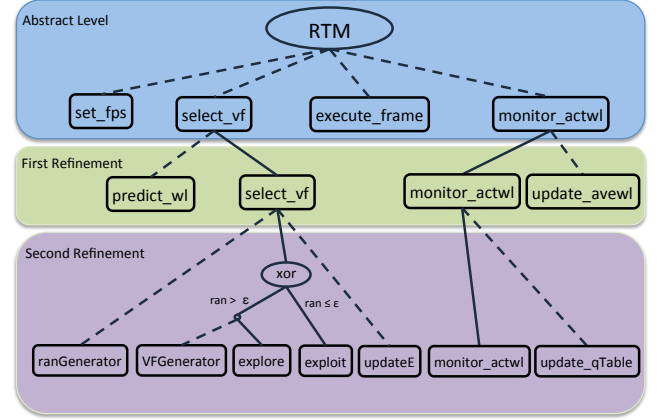 Abstract Level
RTM
set_fps
select_vf
execute_frame
monitor_actwl
First Refinement
predict_wl
select_vf
monitor_actwl
update_avewl
Second Refinement
xor
ran > ε
ran ≤ ε
ranGenerator
VFGenerator
explore
exploit
updateE
monitor_actwl
update_qTable